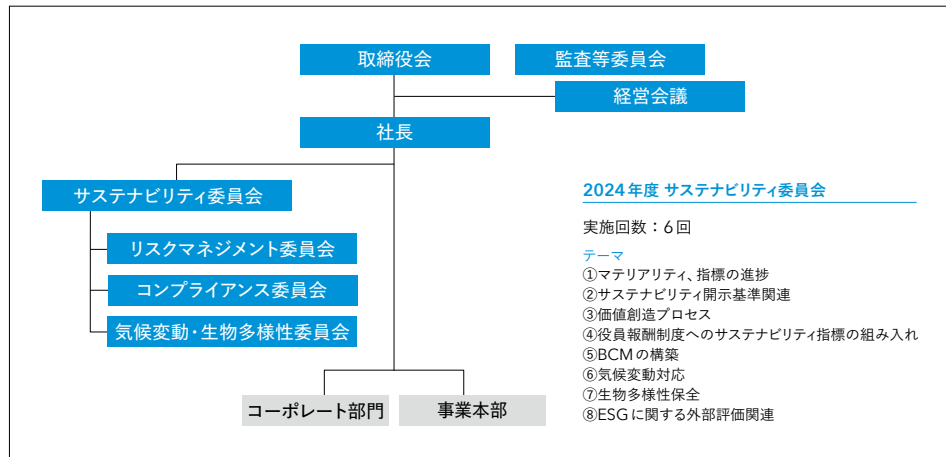 取締役会
監査等委員会
経営会議
社長
サステナビリティ委員会
リスクマネジメント委員会
コンプライアンス委員会
気候変動・生物多様性委員会
コーポレート部門
事業本部
2024年度 サステナビリティ委員会
実施回数：6回
テーマ
①マテリアリティ、指標の進捗
②サステナビリティ開示基準関連
③価値創造プロセス
④役員報酬制度へのサステナビリティ指標の組み入れ
⑤BCMの構築
⑥気候変動対応
⑦生物多様性保全
⑧ESGに関する外部評価関連